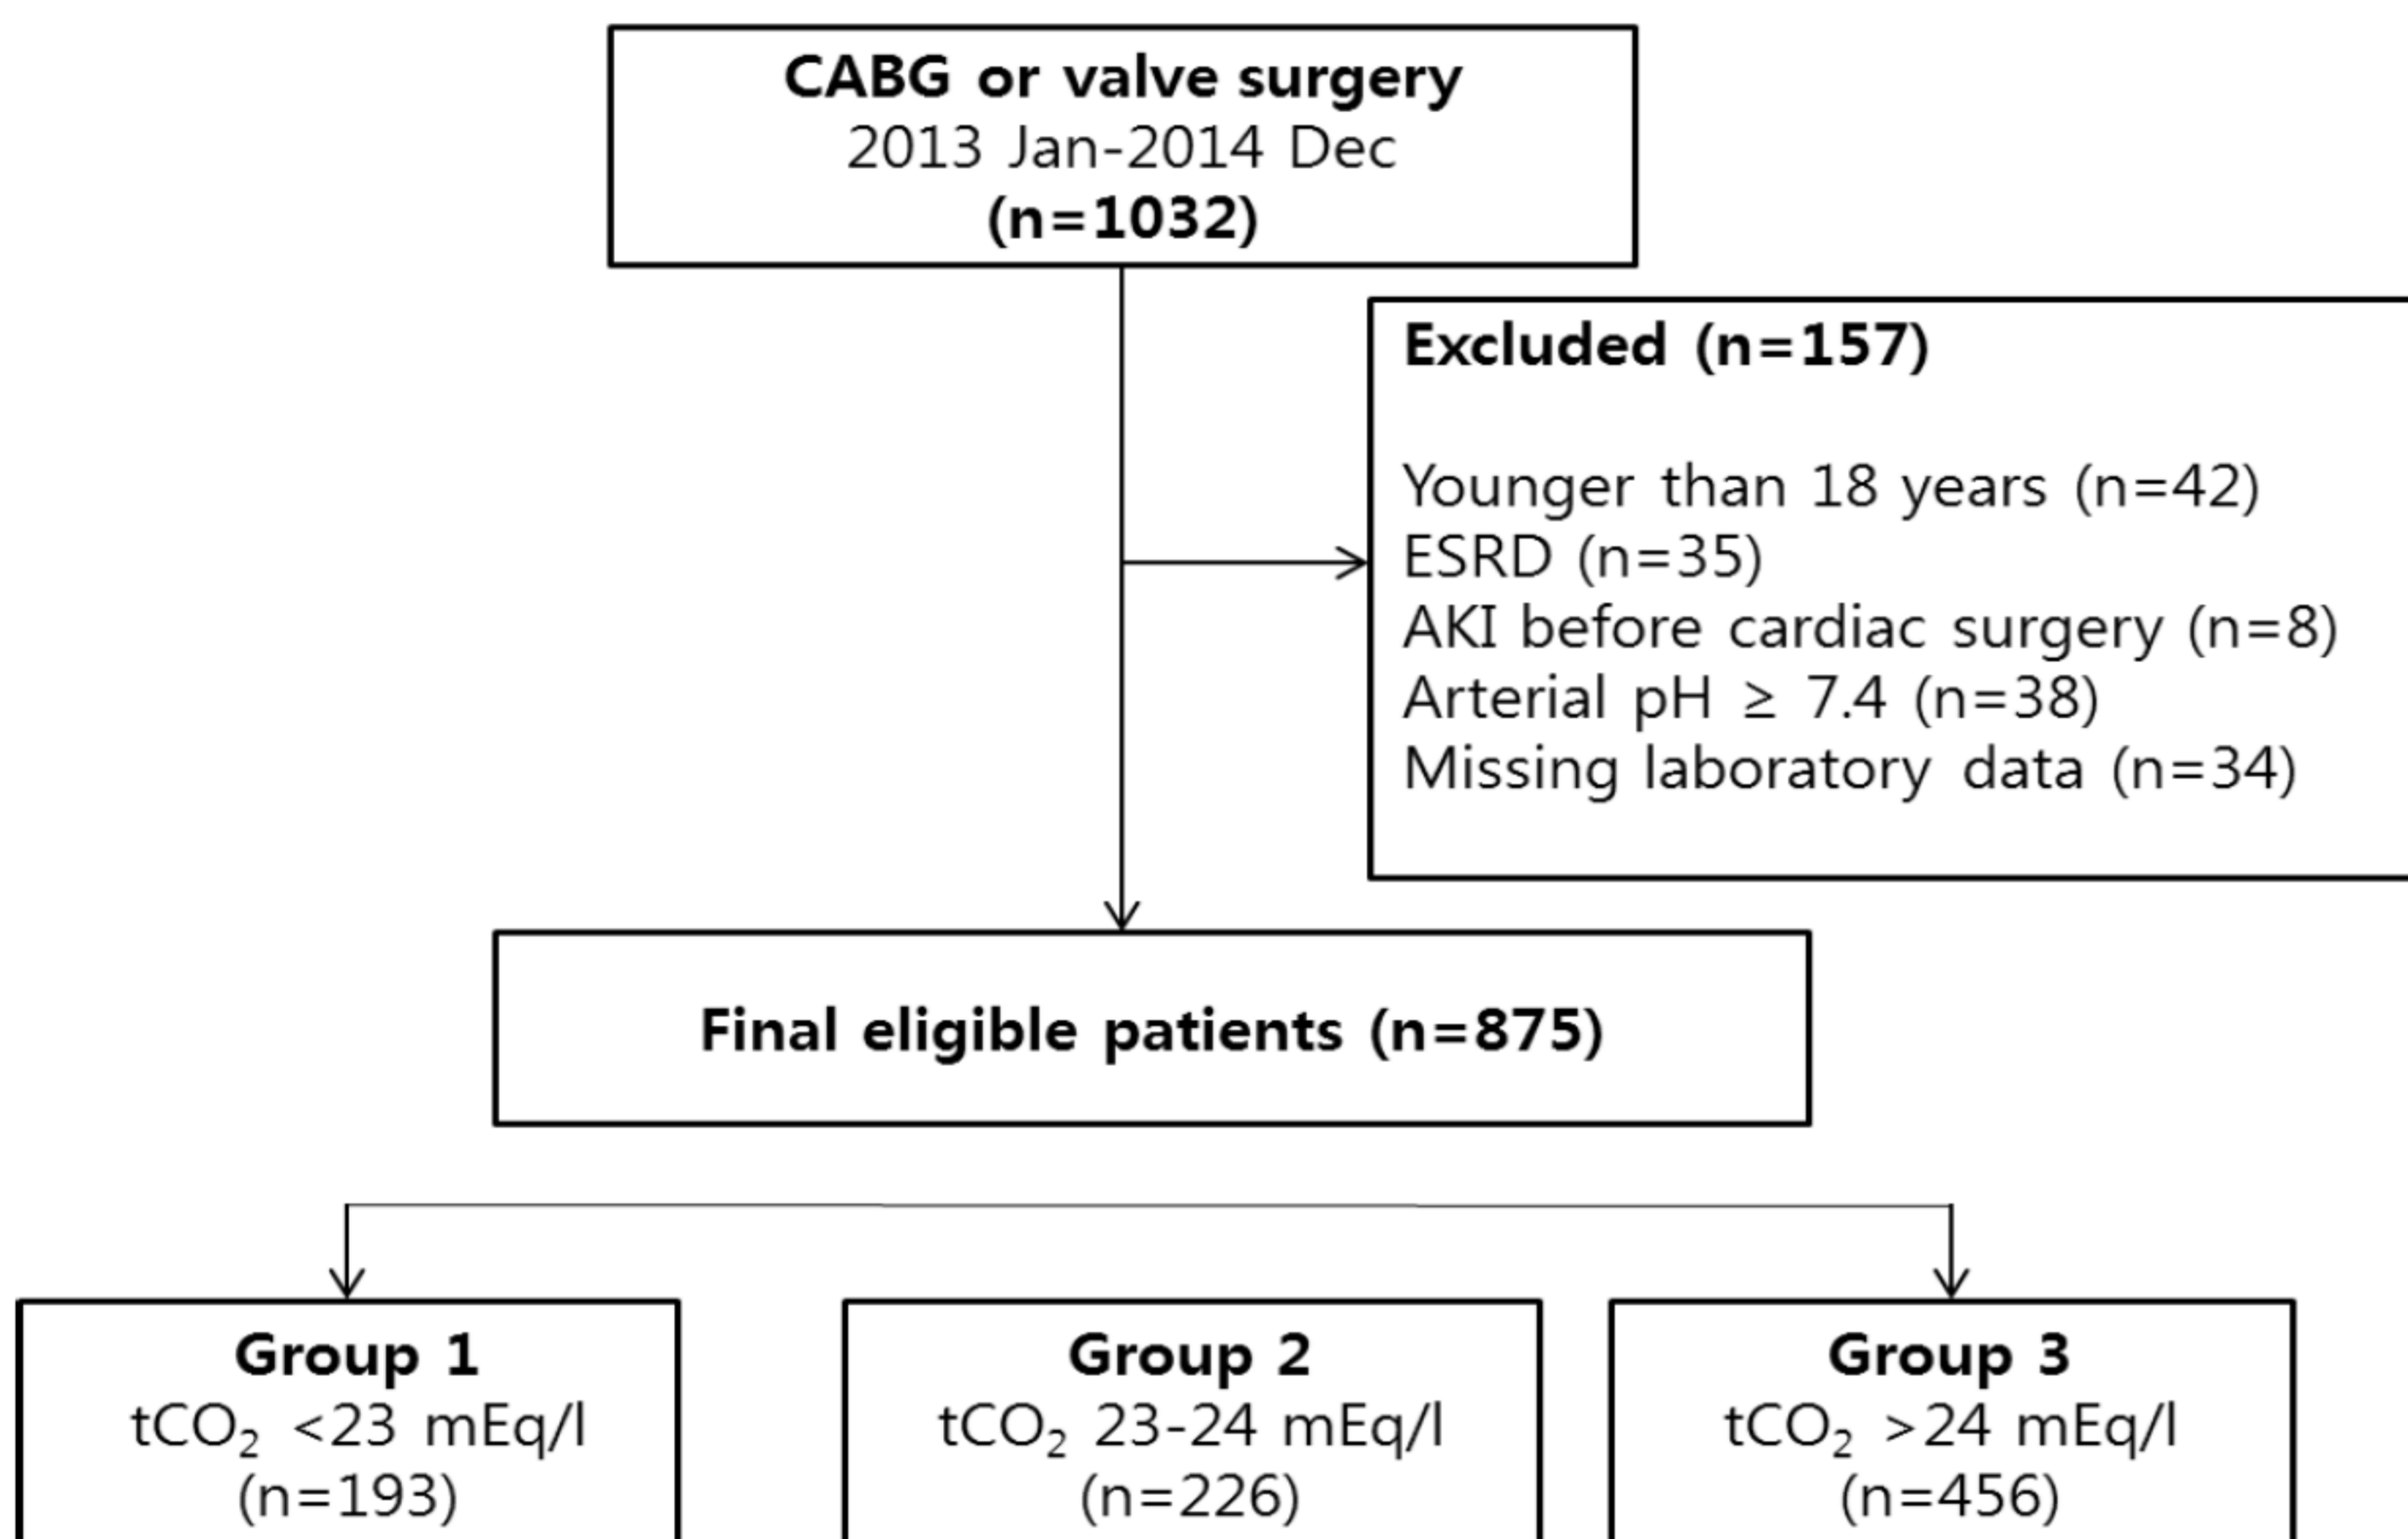 CABG or valve surgery
2013 Jan-2014 Dec
(n=1032)
Excluded (n=157)
Younger than 18 years (n=42)
ESRD (n=35)
AKI before cardiac surgery (n=8)
Arterial pH ≥ 7.4 (n=38)
Missing laboratory data (n=34)
Final eligible patients (n=875)
Group 1
tCO₂ <23 mEq/l
(n=193)
Group 2
tCO₂ 23-24 mEq/l
(n=226)
Group 3
tCO₂ >24 mEq/l
(n=456)